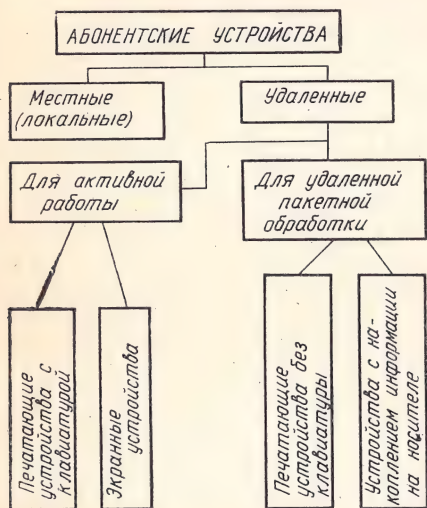 АБОНЕНТСКИЕ УСТРОЙСТВА
Местные
(локальные)
Удаленные
Для активной
работы
Для удаленной
пакетной
обработки
Печатающие
устройства с
клавиатурой
Экранные
устройства
Печатающие
устройства без
клавиатуры
Устройства с на-
коплением информации
на носителе